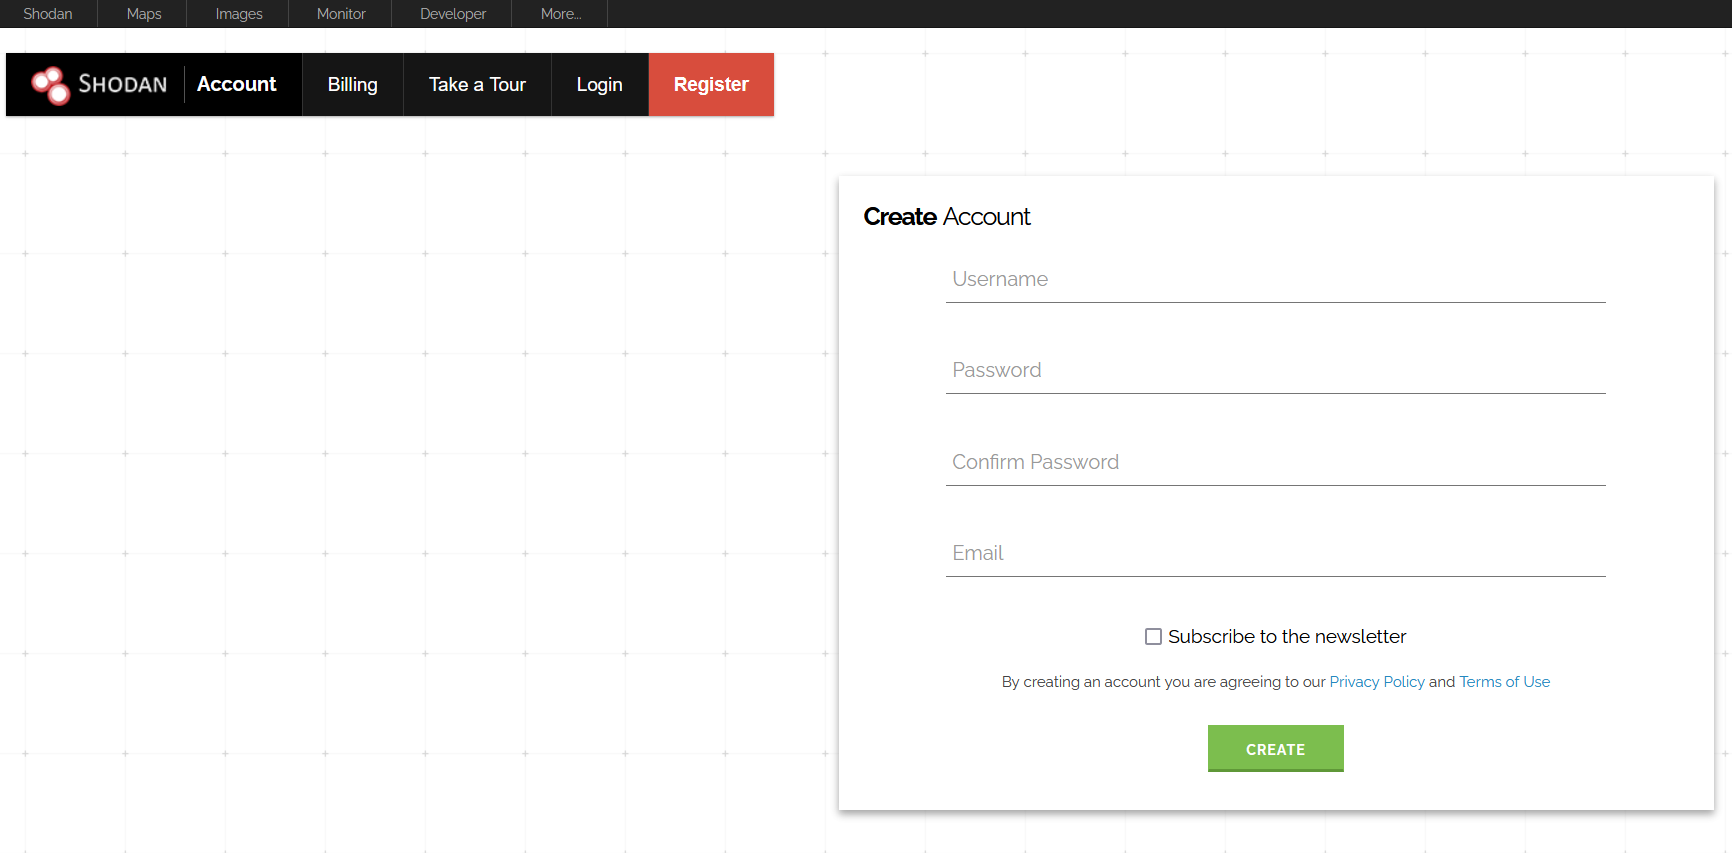 Shodan Maps Images Monitor Developer More...
SHODAN Account Billing Take a Tour Login Register
Create Account
Username
Password
Confirm Password
Email
Subscribe to the newsletter
By creating an account you are agreeing to our Privacy Policy and Terms of Use
CREATE